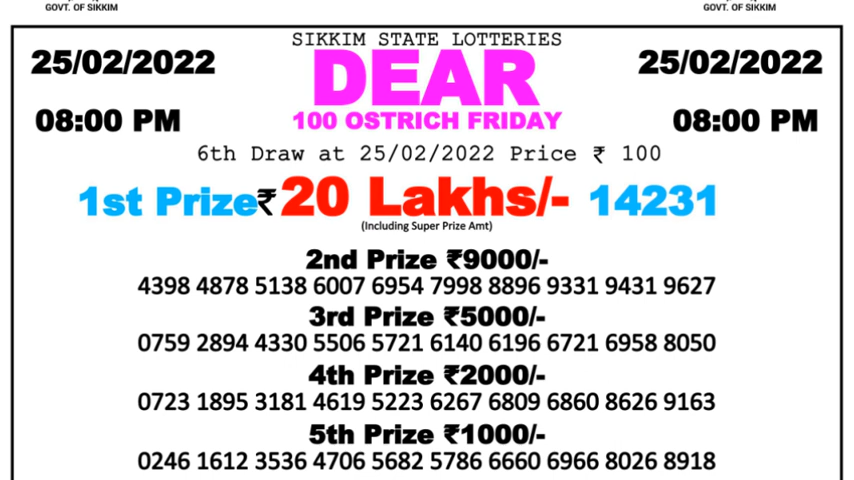 GOVT. OF SIKKIM GOVT. OF SIKKIM
SIKKIM STATE LOTTERIES
25/02/2022 DEAR 25/02/2022
08:00 PM 100 OSTRICH FRIDAY 08:00 PM
6th Draw at 25/02/2022 Price ₹ 100
1st Prize₹20 Lakhs/- 14231
(Including Super Prize Amt)
2nd Prize ₹9000/-
4398 4878 5138 6007 6954 7998 8896 9331 9431 9627
3rd Prize ₹5000/-
0759 2894 4330 5506 5721 6140 6196 6721 6958 8050
4th Prize ₹2000/-
0723 1895 3181 4619 5223 6267 6809 6860 8626 9163
5th Prize ₹1000/-
0246 1612 3536 4706 5682 5786 6660 6966 8026 8918